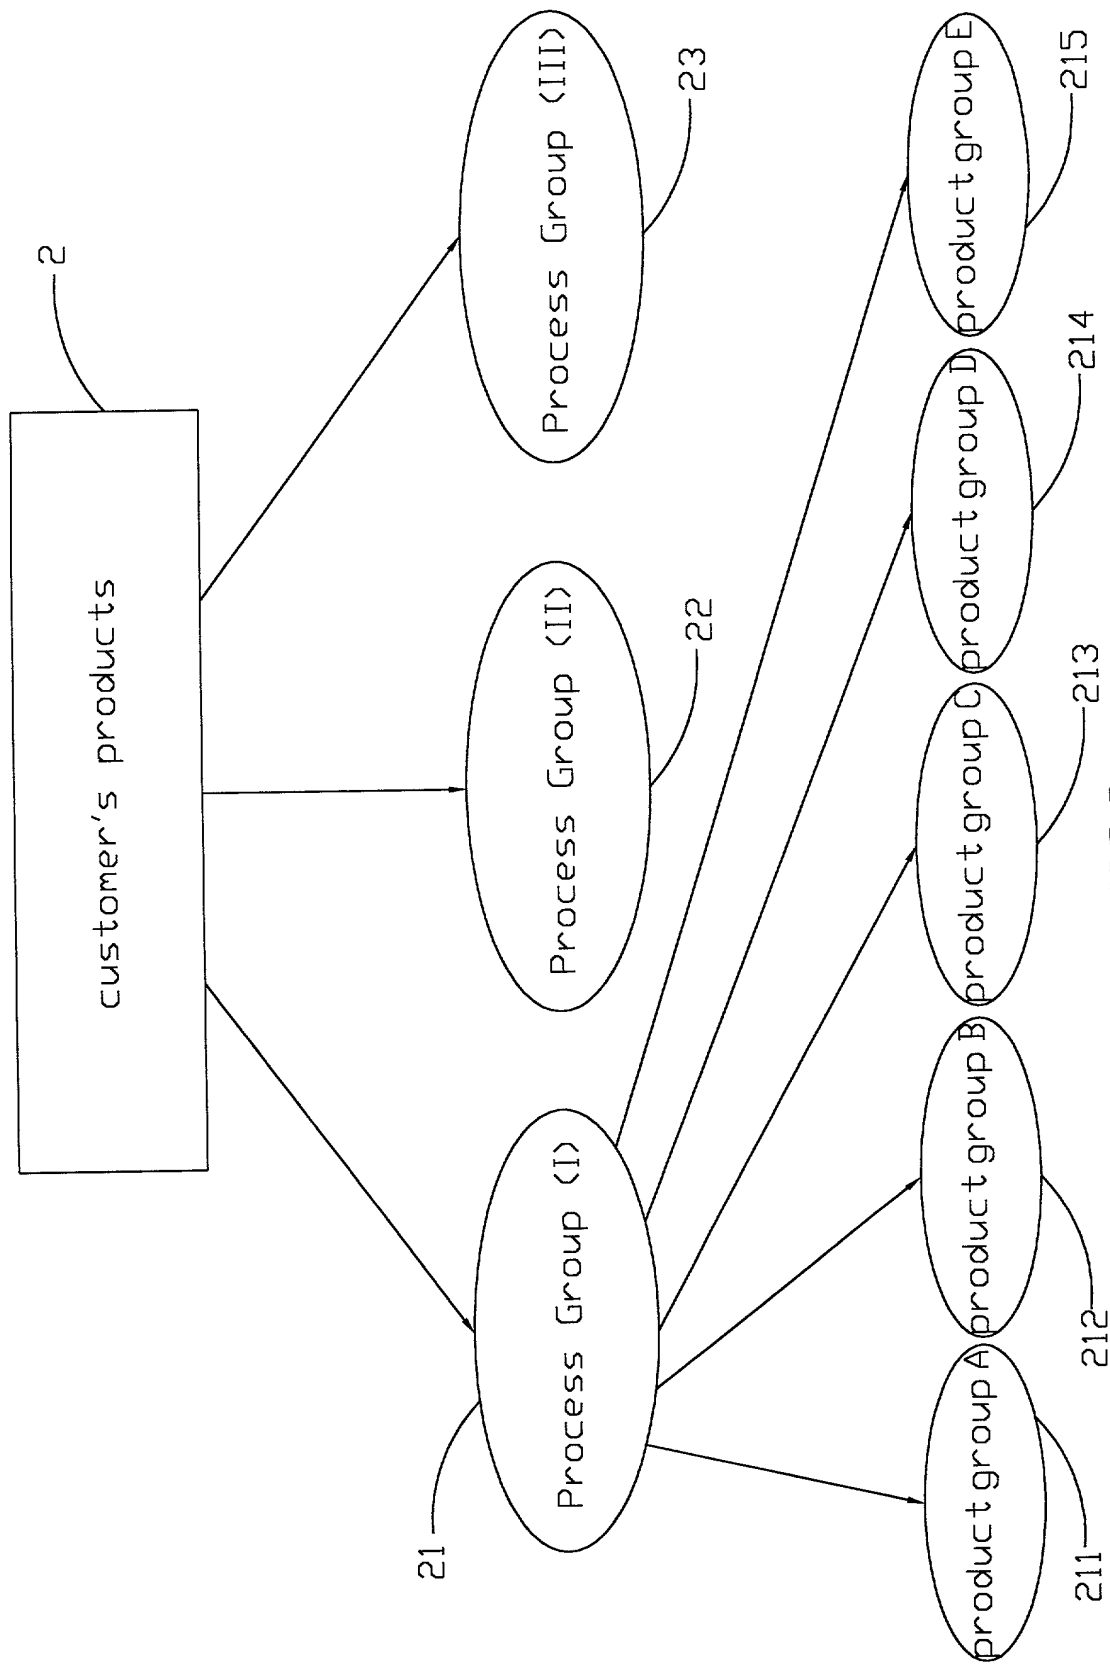 customer's products
2
21
Process Group (I)
Process Group (II)
22
Process Group (III)
23
product group A
product group B
product group C
product group D
product group E
211
212
213
214
215